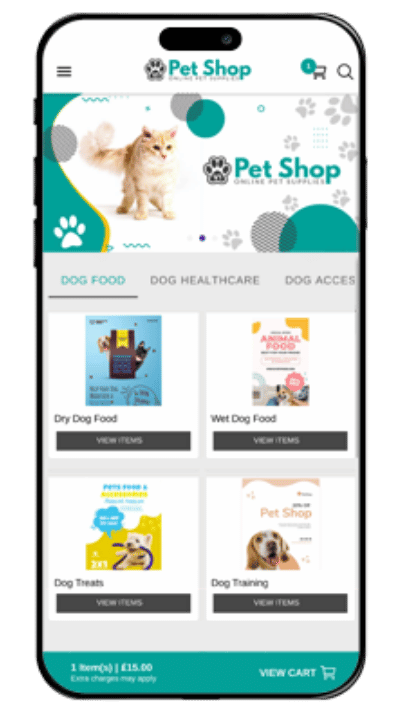 Pet Shop
ONLINE PET SUPPLIES
1
Pet Shop
ONLINE PET SUPPLIES
DOG FOOD DOG HEALTHCARE DOG ACCES
ANIMAL
FOOD
Dry Dog Food Wet Dog Food
VIEW ITEMS VIEW ITEMS
PETS FOOD &
ACCESSORIES
2X1
Pet Shop
Dog Treats Dog Training
VIEW ITEMS VIEW ITEMS
1 Item(s) | £15.00
Extra charges may apply
VIEW CART